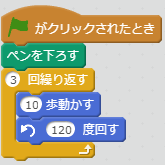 がクリックされたとき
ペンを下ろす
3 回繰り返す
10 歩動かす
120 度回す